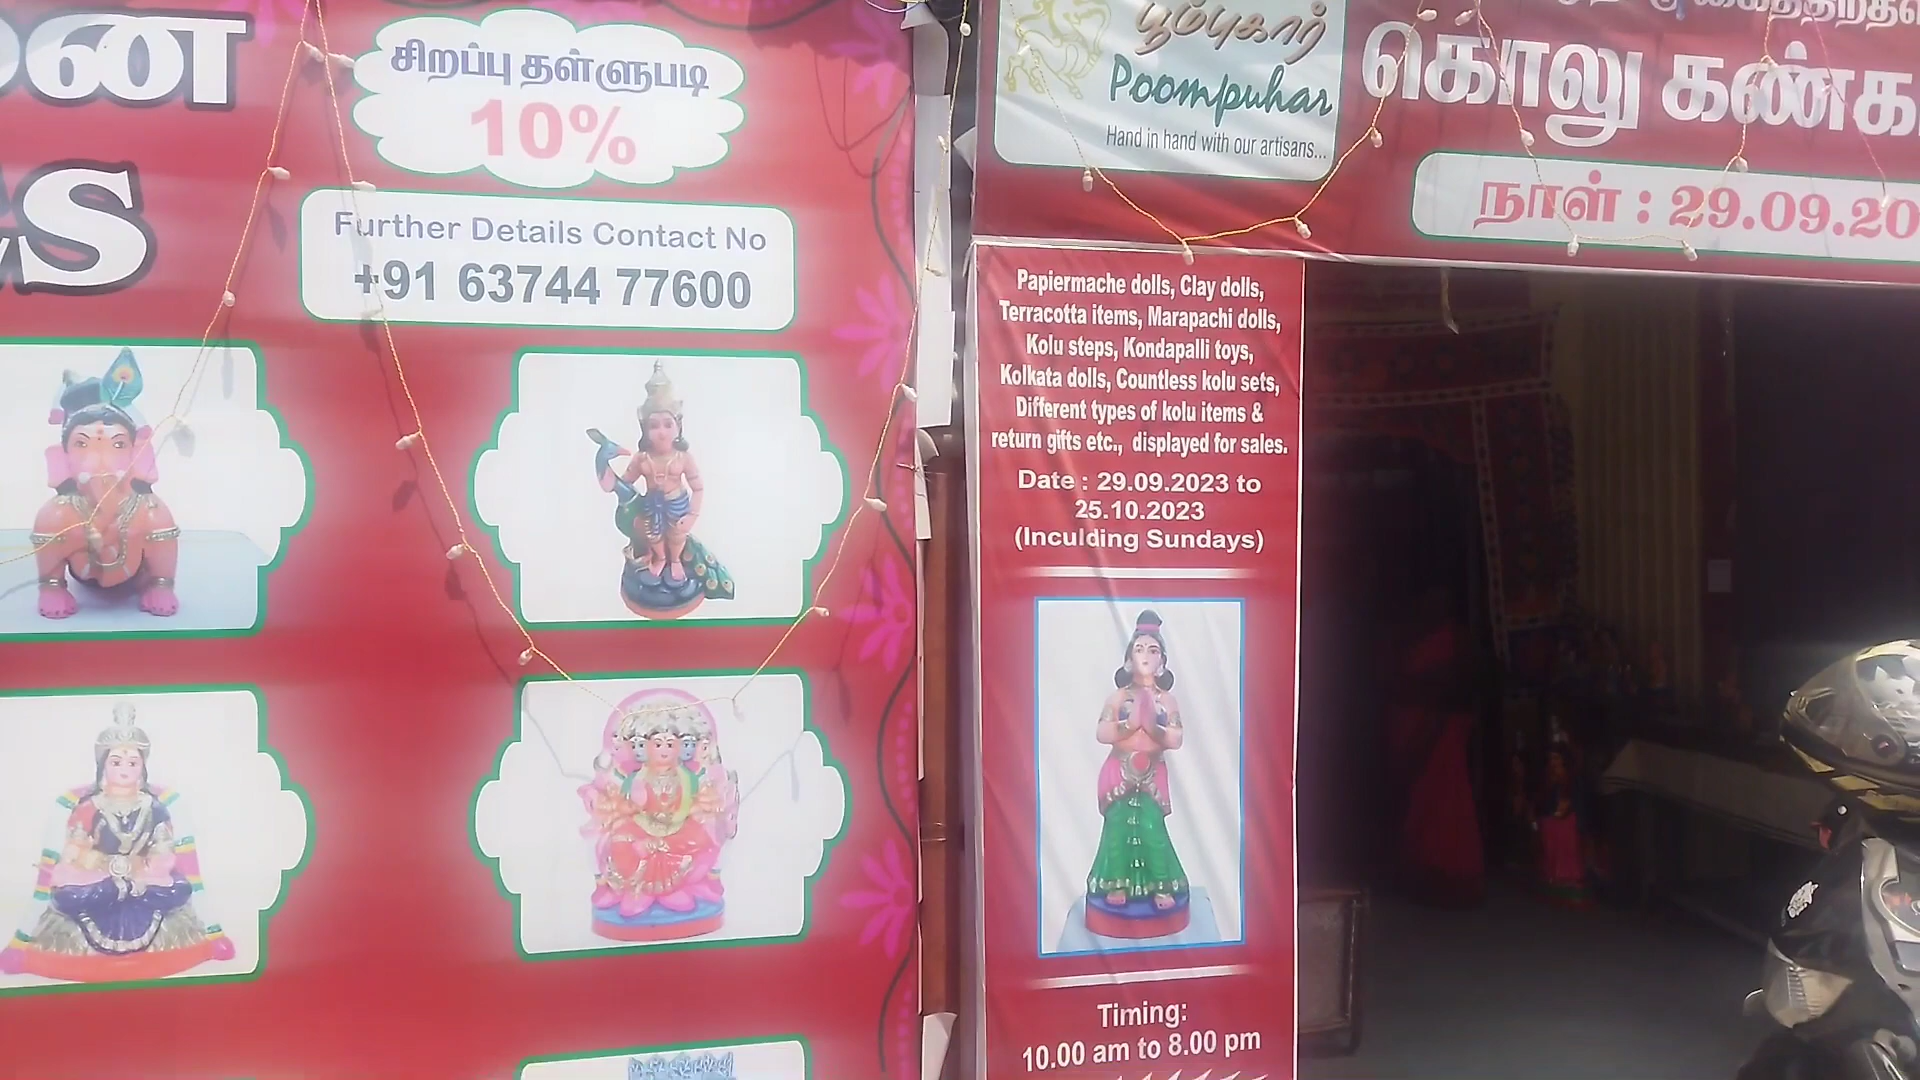 சிறப்பு தள்ளுபடி
10%
Further Details Contact No
+91 63744 77600
பூம்புகார்
Poompuhar
Hand in hand with our artisans...
கொலு
நாள் : 29.09.20
Papiermache dolls, Clay dolls,
Terracotta items, Marapachi dolls,
Kolu steps, Kondapalli toys,
Kolkata dolls, Countless kolu sets,
Different types of kolu items &
return gifts etc., displayed for sales.
Date : 29.09.2023 to
25.10.2023
(Inculding Sundays)
Timing:
10.00 am to 8.00 pm